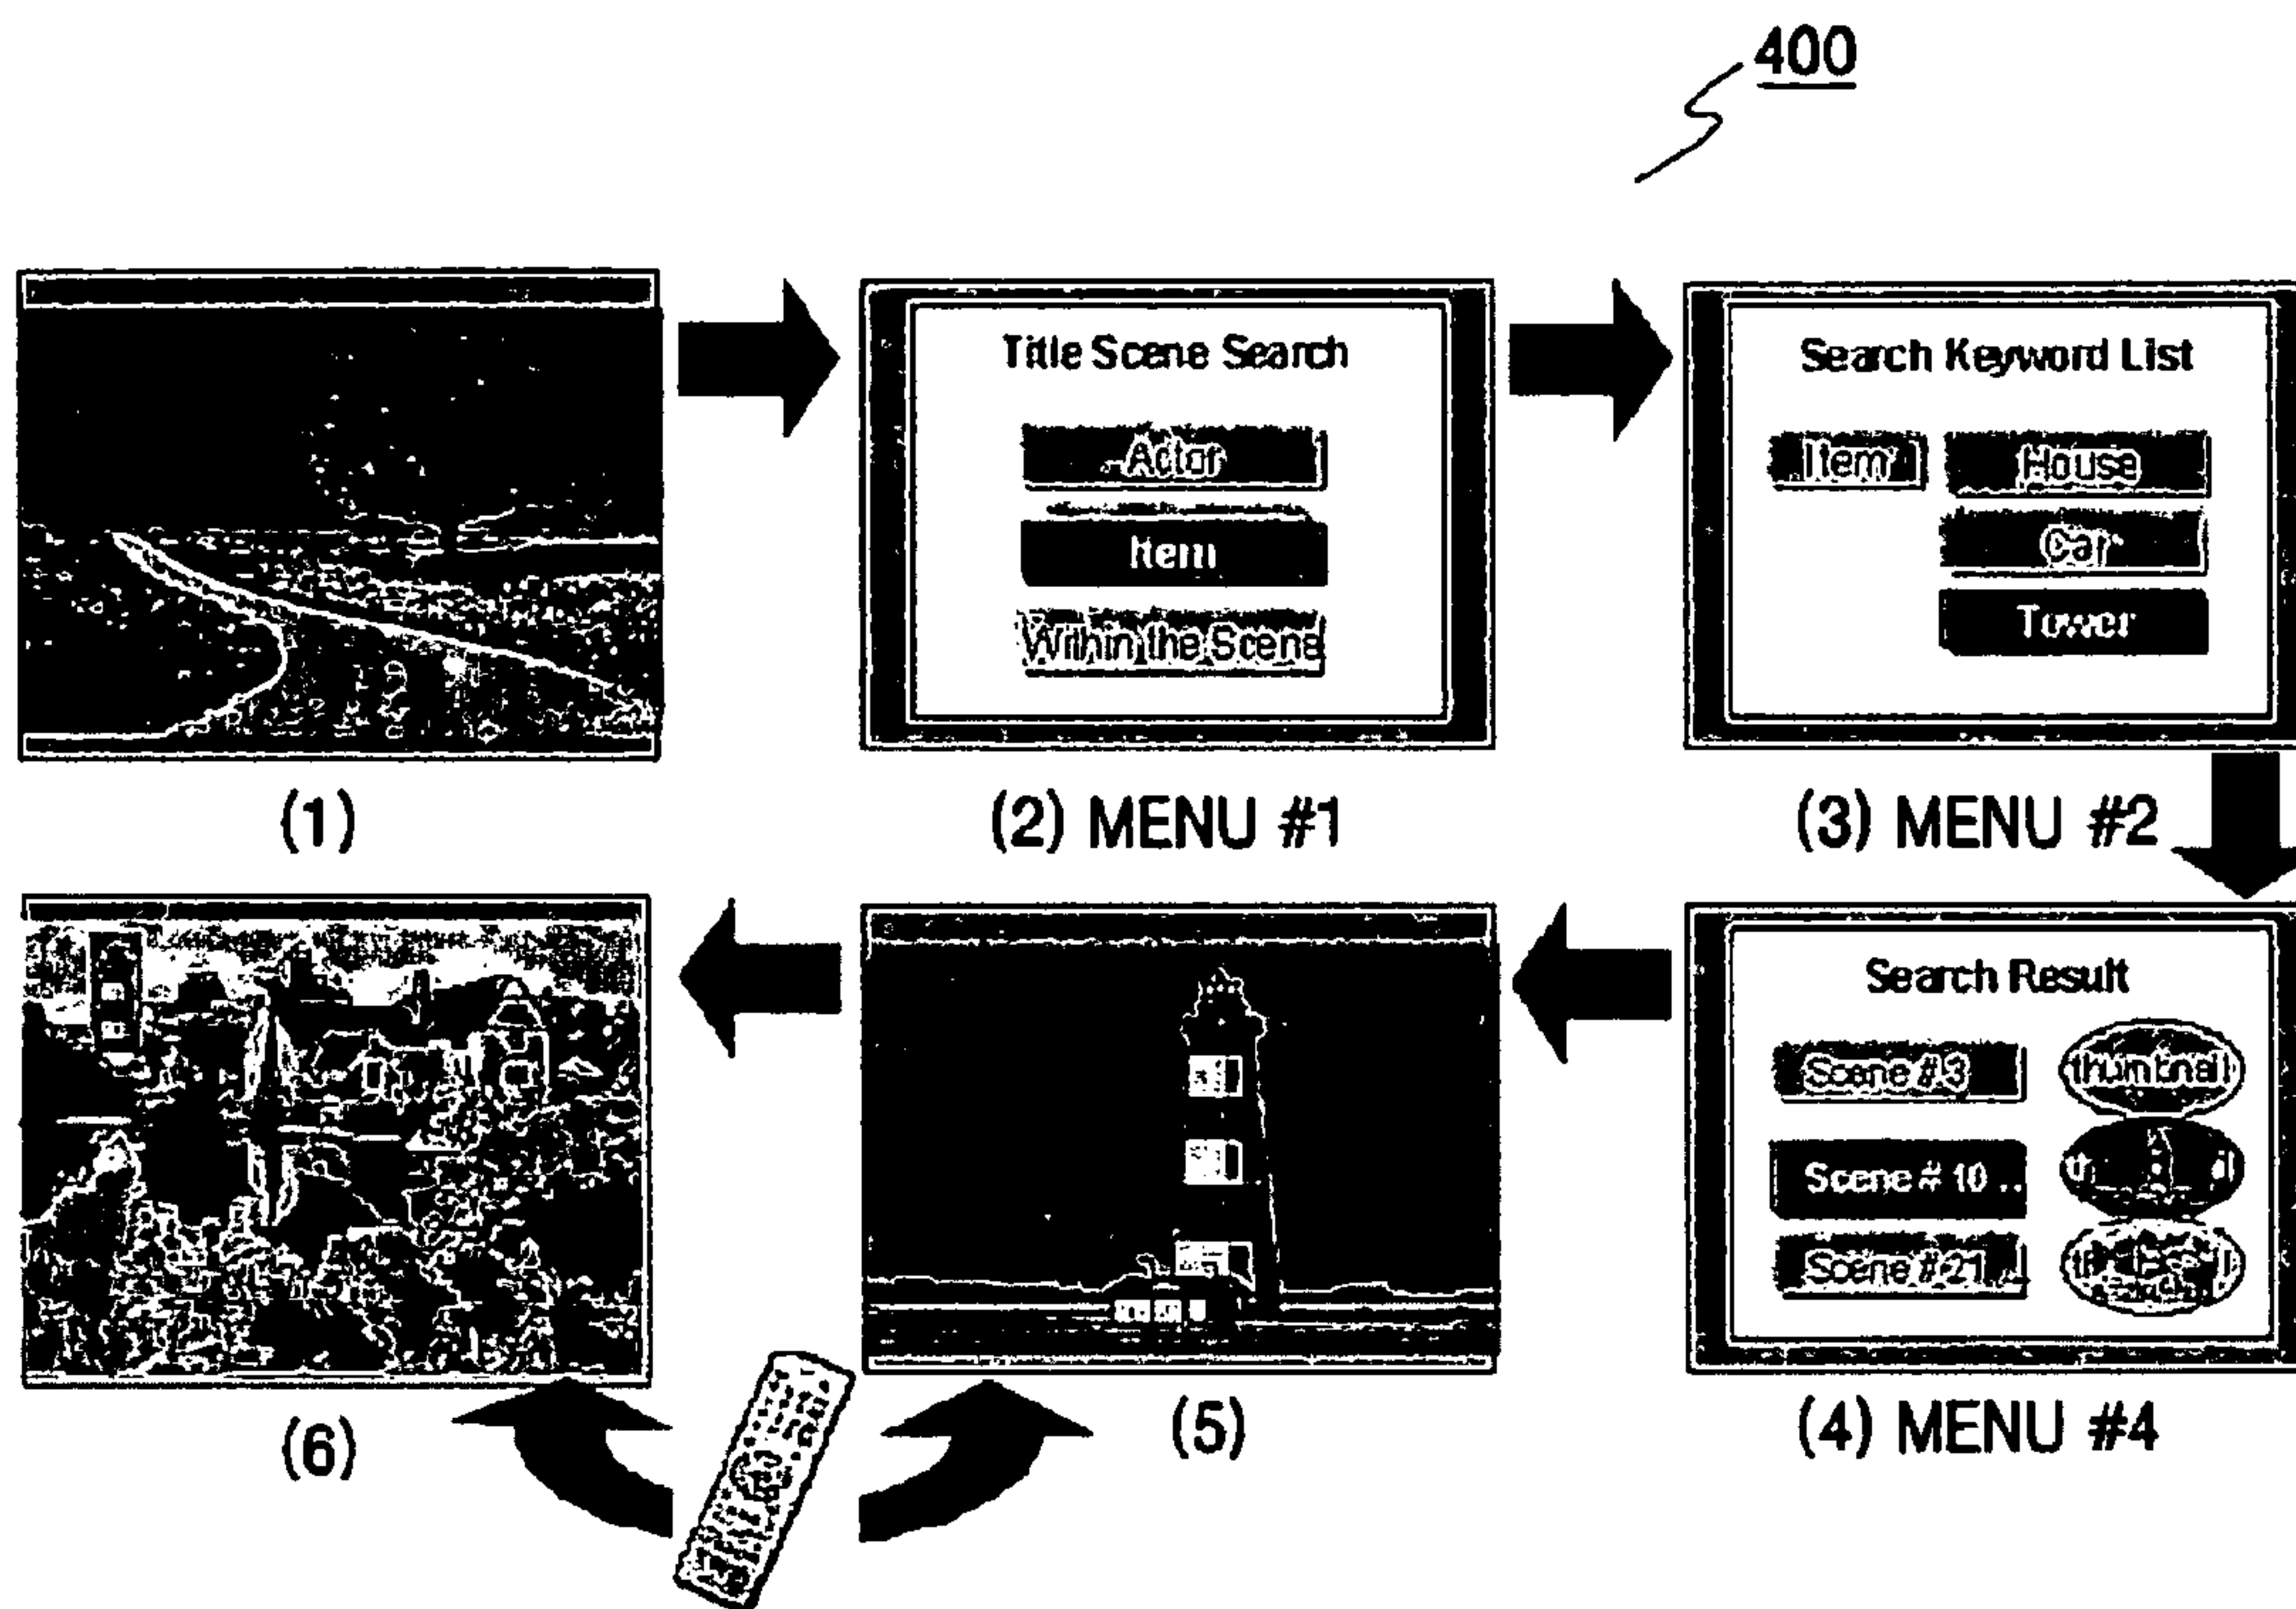 400
Title Scene Search
Actor
Item
Within the Scene
Search Keyword List
Item
House
Car
Tower
(1)
(2) MENU #1
(3) MENU #2
Search Result
Scene #3
thumbnail
Scene # 10 ..
Scene # 21
(6)
(5)
(4) MENU #4